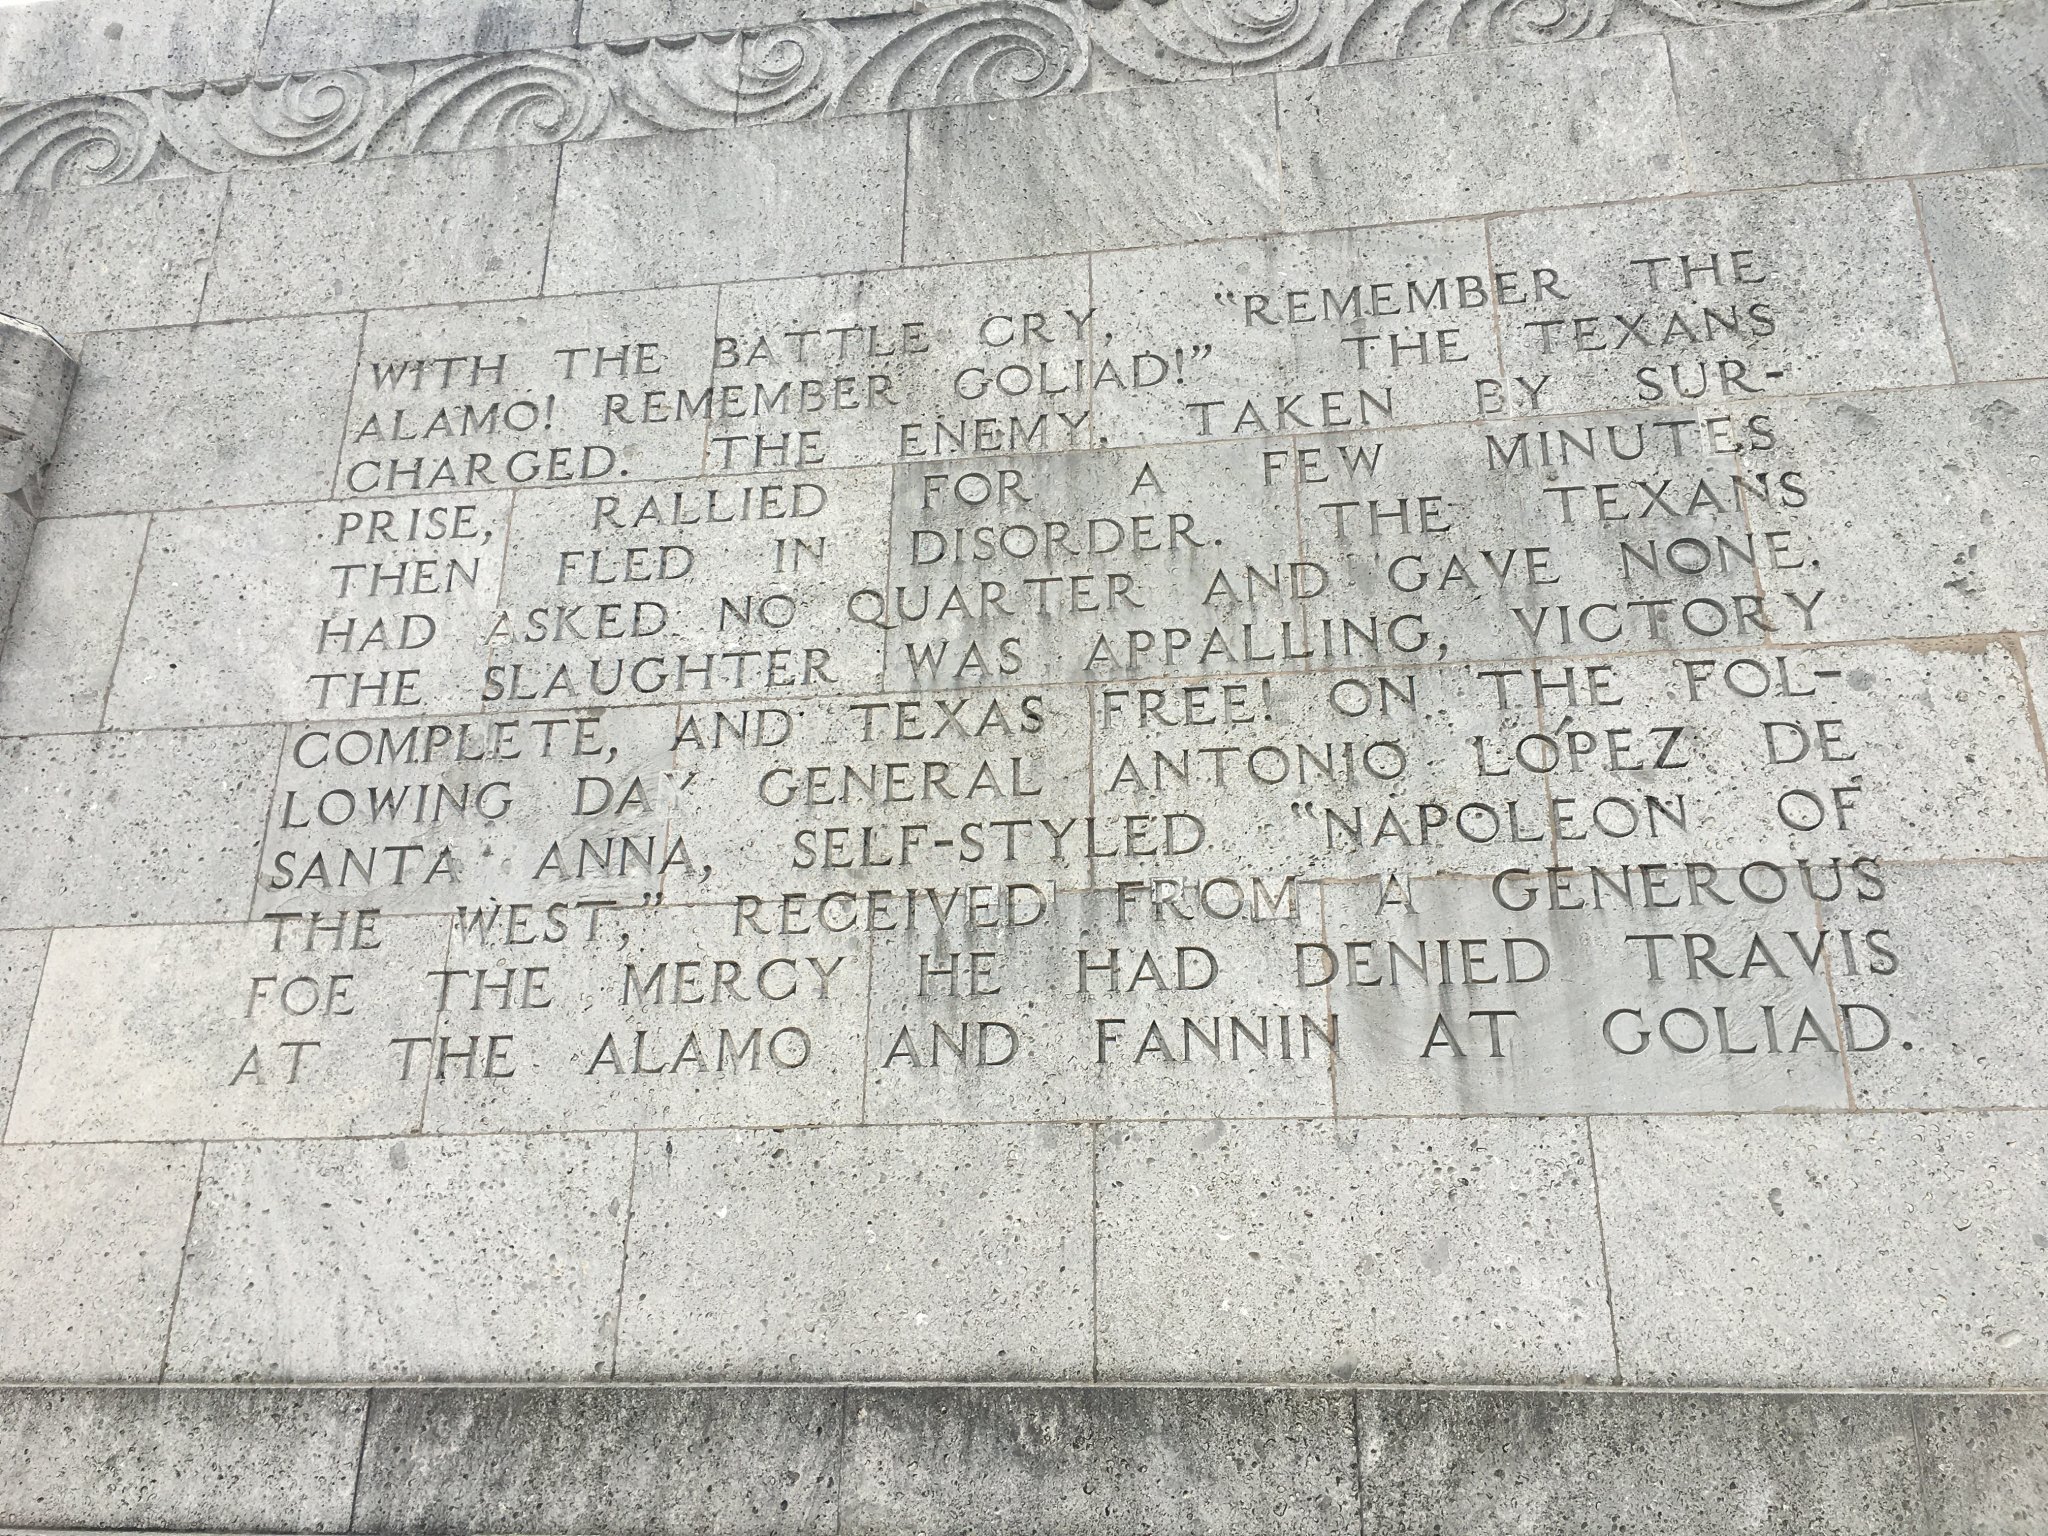 WITH THE BATTLE CRY, "REMEMBER THE
ALAMO! REMEMBER GOLIAD!" THE TEXANS
CHARGED. THE ENEMY, TAKEN BY SUR-
PRISE, RALLIED FOR A FEW MINUTES
THEN FLED IN DISORDER. THE TEXANS
HAD ASKED NO QUARTER AND GAVE NONE.
THE SLAUGHTER WAS APPALLING, VICTORY
COMPLETE, AND TEXAS FREE! ON THE FOL-
LOWING DAY GENERAL ANTONIO LÓPEZ DE
SANTA ANNA, SELF-STYLED "NAPOLEON OF
THE WEST," RECEIVED FROM A GENEROUS
FOE THE MERCY HE HAD DENIED TRAVIS
AT THE ALAMO AND FANNIN AT GOLIAD.